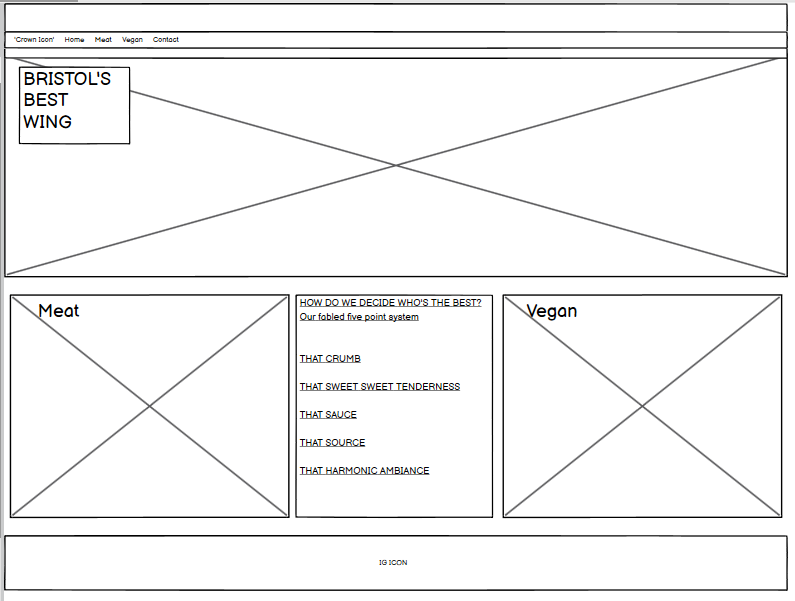 'Crown Icon' Home Meat Vegan Contact
BRISTOL'S
BEST
WING
Meat
HOW DO WE DECIDE WHO'S THE BEST?
Our fabled five point system
THAT CRUMB
THAT SWEET SWEET TENDERNESS
THAT SAUCE
THAT SOURCE
THAT HARMONIC AMBIANCE
Vegan
IG ICON